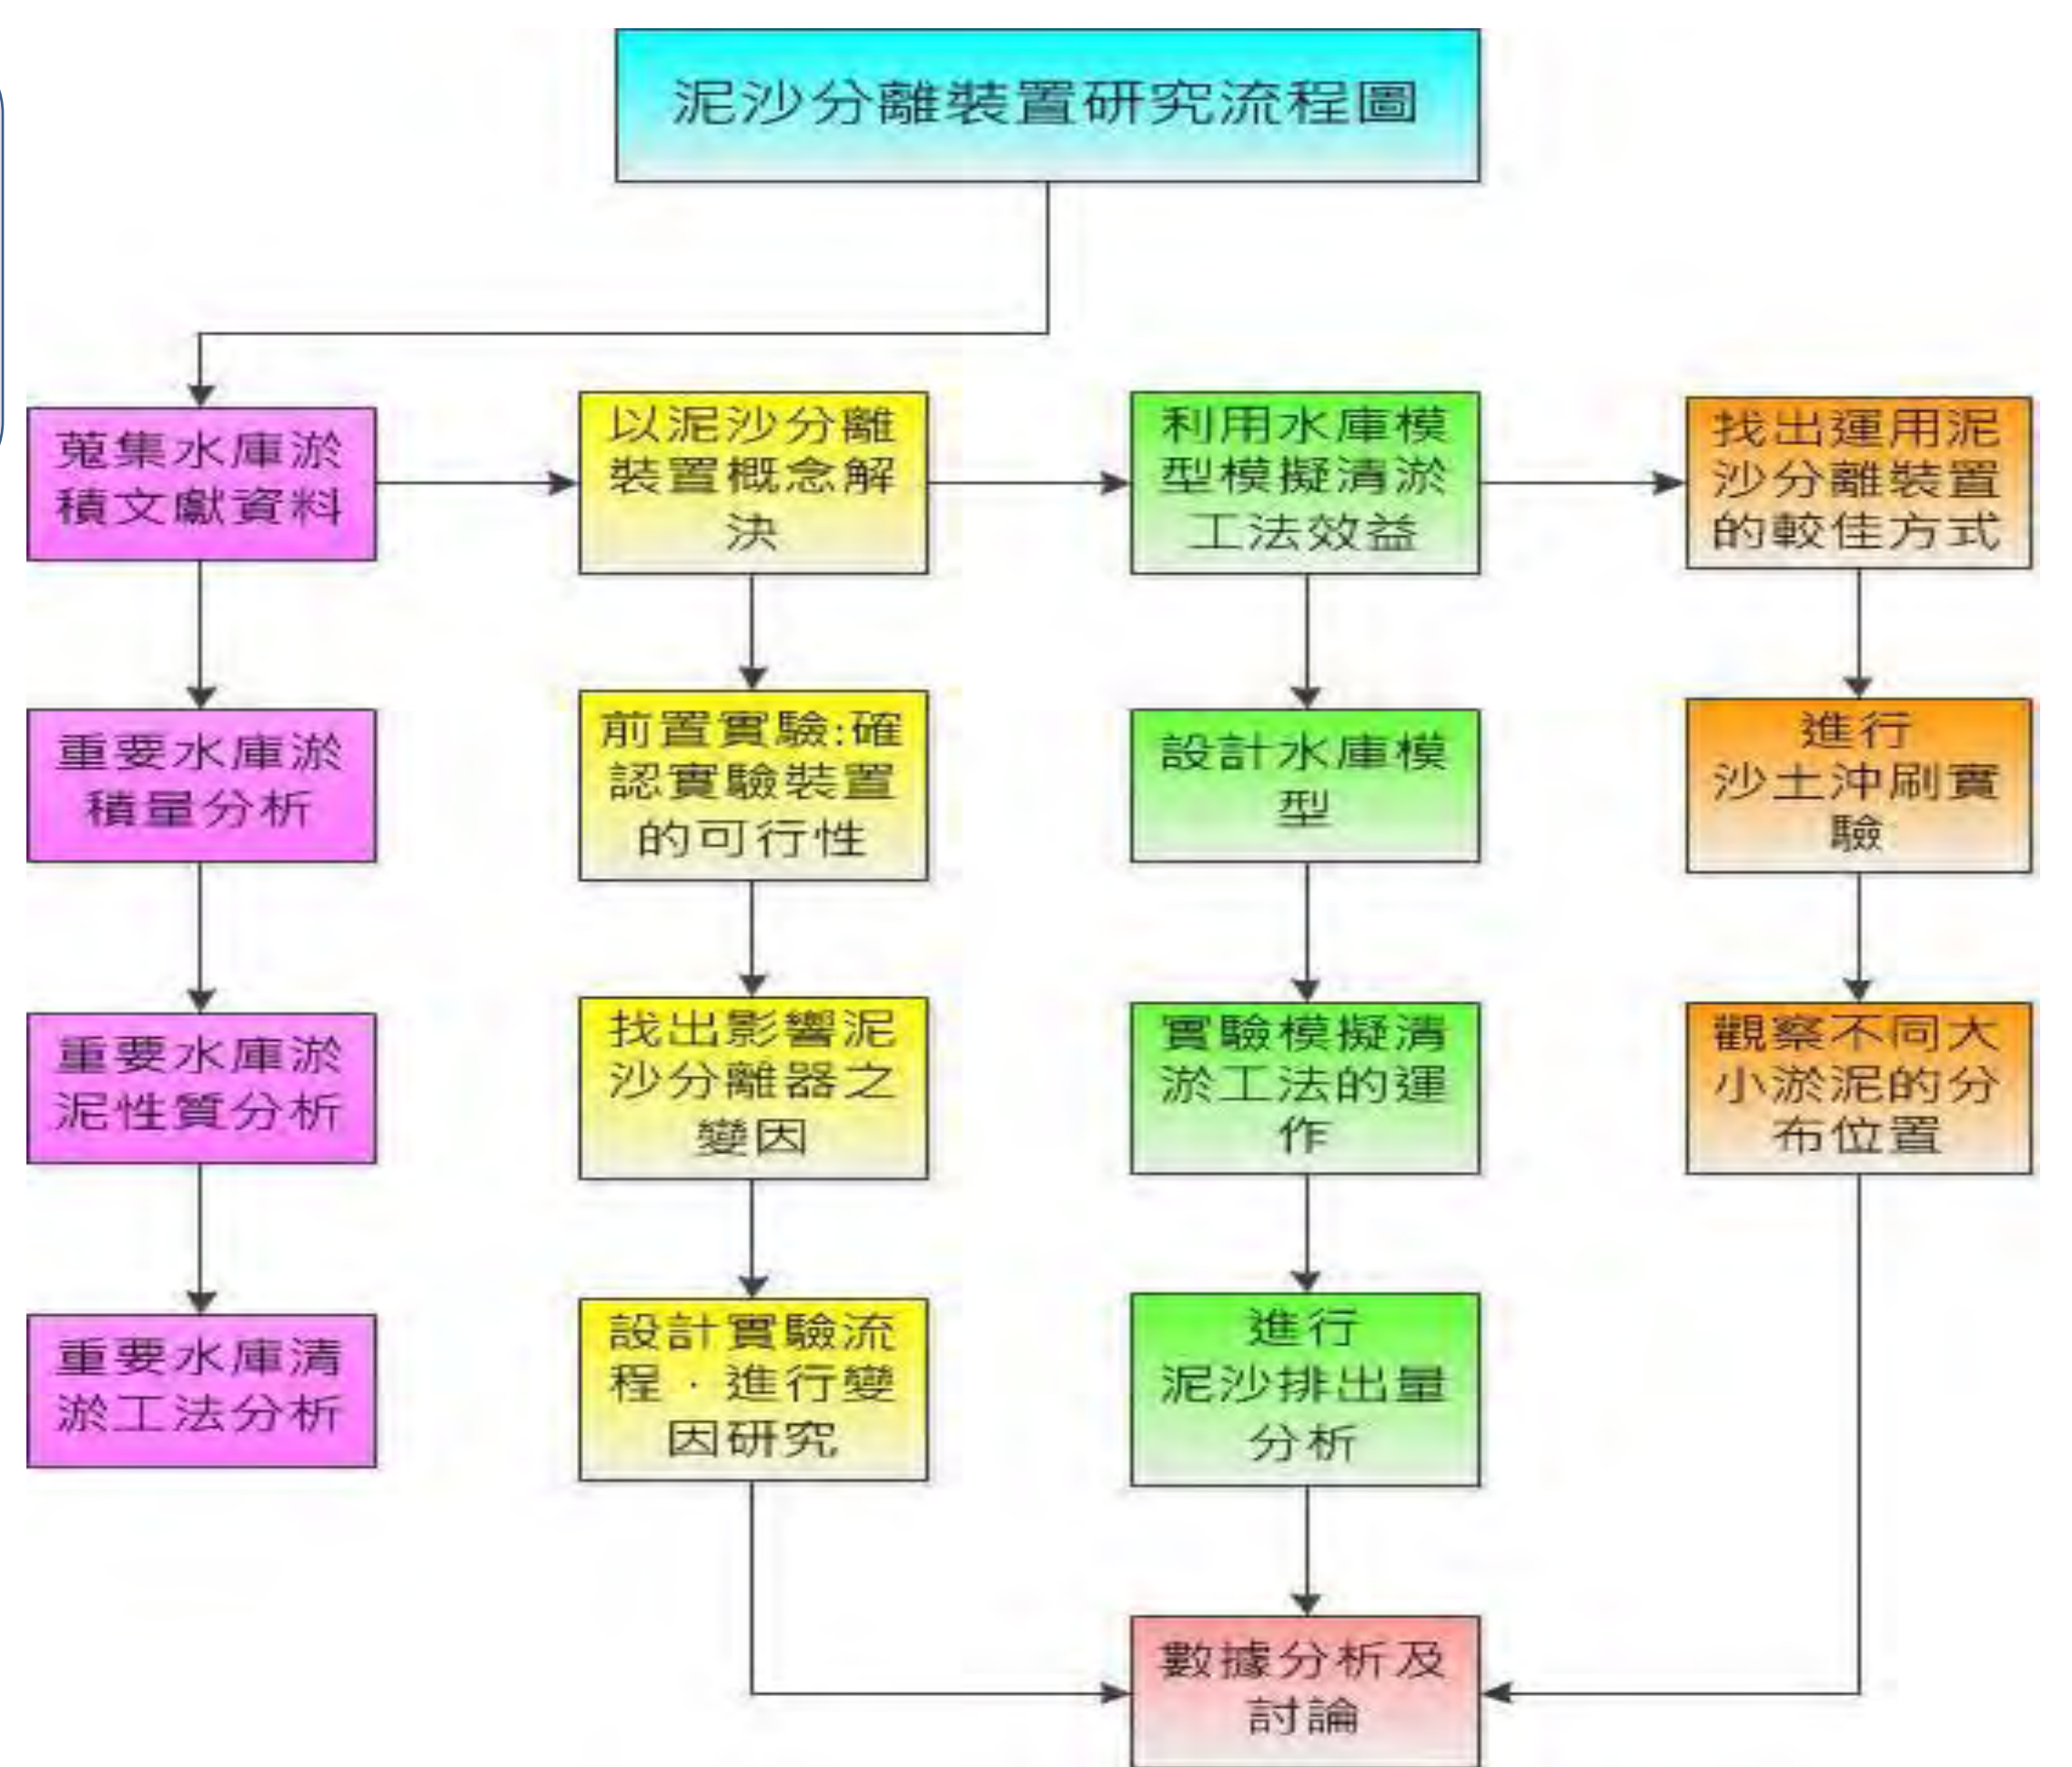 泥沙分離裝置研究流程圖
蒐集水庫淤
積文獻資料
以泥沙分離
裝置概念解
決
利用水庫模
型模擬清淤
工法效益
找出運用泥
沙分離裝置
的較佳方式
重要水庫淤
積量分析
前置實驗:確
認實驗裝置
的可行性
設計水庫模
型
進行
沙土沖刷實
驗
重要水庫淤
泥性質分析
找出影響泥
沙分離器之
變因
實驗模擬清
淤工法的運
作
觀察不同大
小淤泥的分
布位置
重要水庫清
淤工法分析
設計實驗流
程．進行變
因研究
進行
泥沙排出量
分析
數據分析及
討論